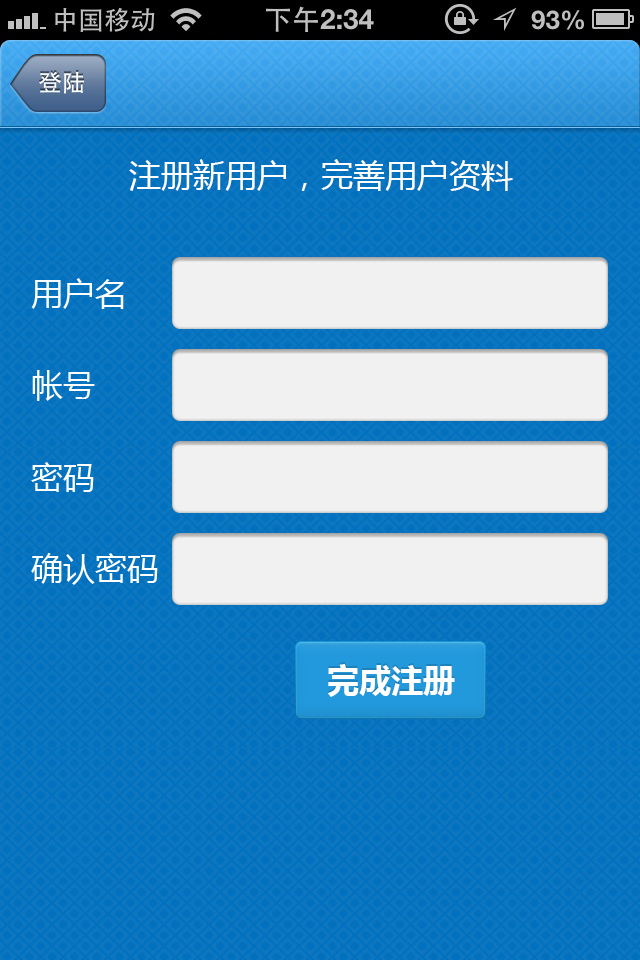 中国移动 下午2:34 93%
登陆
注册新用户，完善用户资料
用户名
帐号
密码
确认密码
完成注册